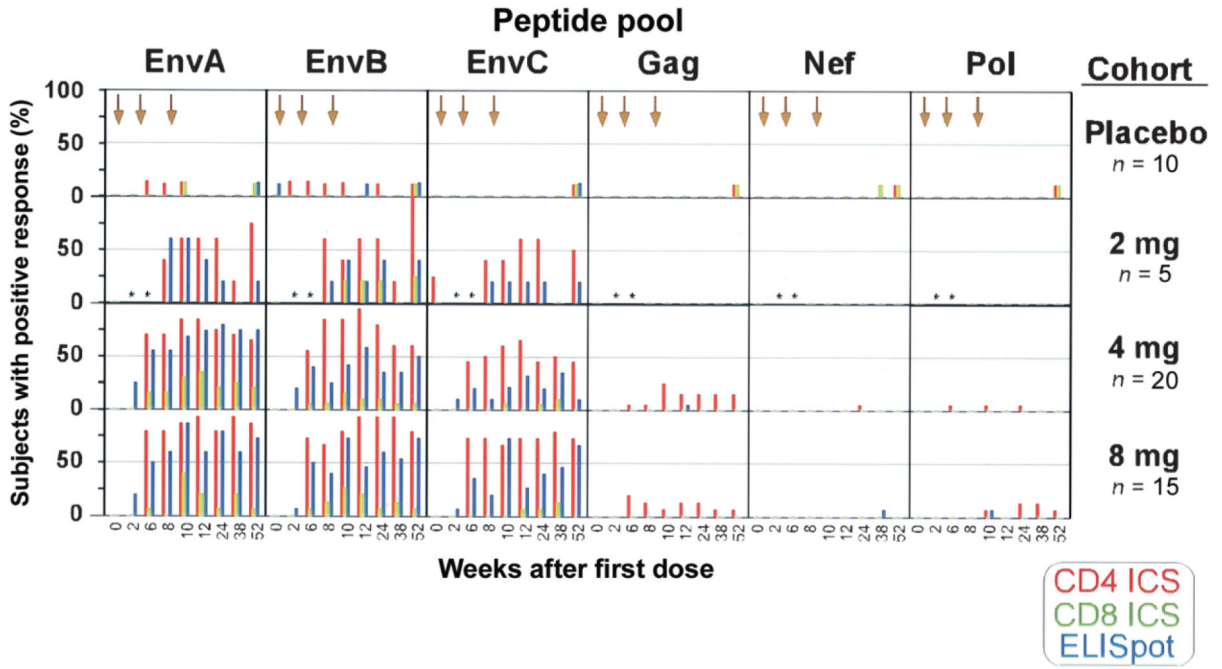 Peptide pool
EnvA EnvB EnvC Gag Nef Pol Cohort
Subjects with positive response (%)
100
50
0
Placebo
n = 10
50
0
* * * * * * * * * * * *
2 mg
n = 5
50
0
4 mg
n = 20
50
0
8 mg
n = 15
0 2 6 8 10 12 24 38 52 0 2 6 8 10 12 24 38 52 0 2 6 8 10 12 24 38 52 0 2 6 8 10 12 24 38 52 0 2 6 8 10 12 24 38 52 0 2 6 8 10 12 24 38 52
Weeks after first dose
CD4 ICS
CD8 ICS
ELISpot